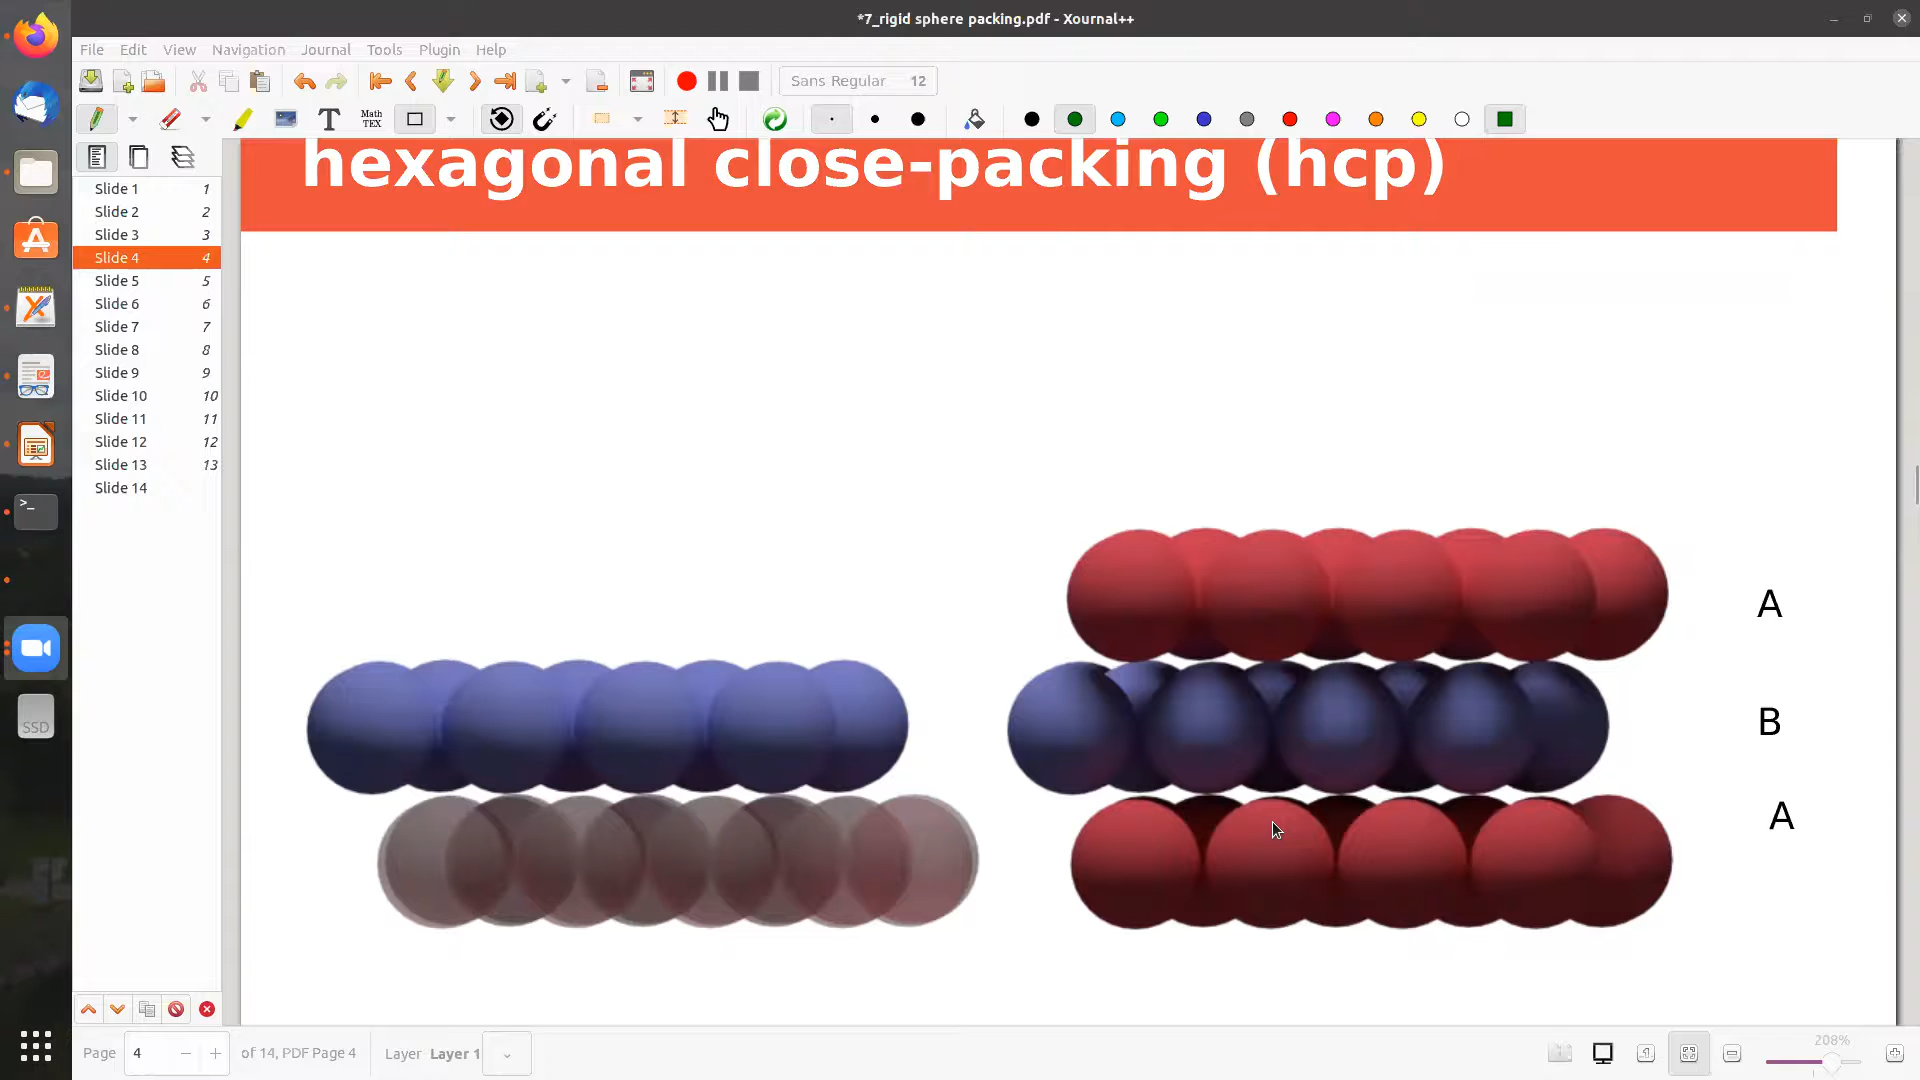 *7_rigid sphere packing.pdf - Xournal++
File Edit View Navigation Journal Tools Plugin Help
Sans Regular 12
Math
TEX
hexagonal close-packing (hcp)
Slide 1 1
Slide 2 2
Slide 3 3
Slide 4 4
Slide 5 5
Slide 6 6
Slide 7 7
Slide 8 8
Slide 9 9
Slide 10 10
Slide 11 11
Slide 12 12
Slide 13 13
Slide 14
A
B
A
SSD
Page 4 of 14, PDF Page 4 Layer Layer 1
208%